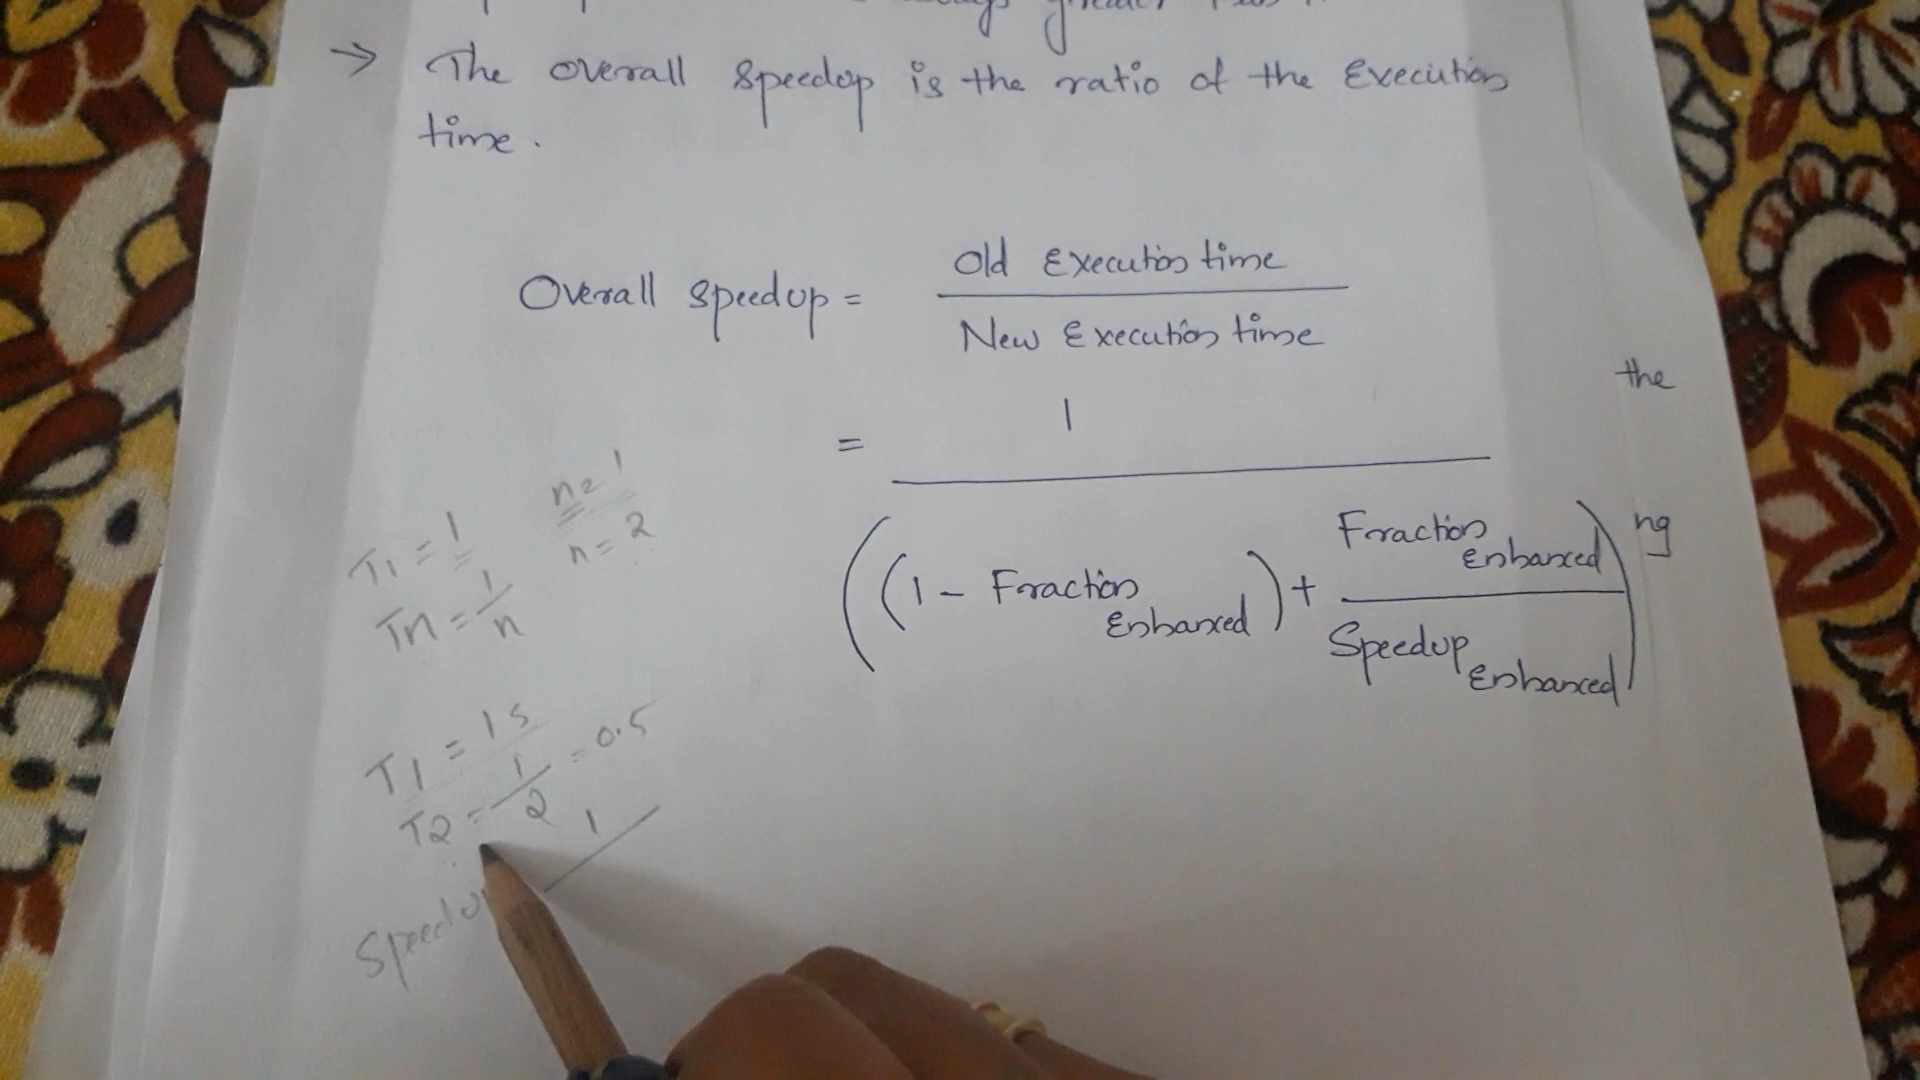 → The overall speedup is the ratio of the Execution
time.
Overall speedup = Old Execution time
New Execution time
the
= 1
((1 - Fraction Enhanced) + Fraction Enhanced
Speedup Enhanced)
ng
n = 1
n = 2
T1 = 1
Tn = 1/n
T1 = 1 s
T2 = 1/2 = 0.5
1
Speedu